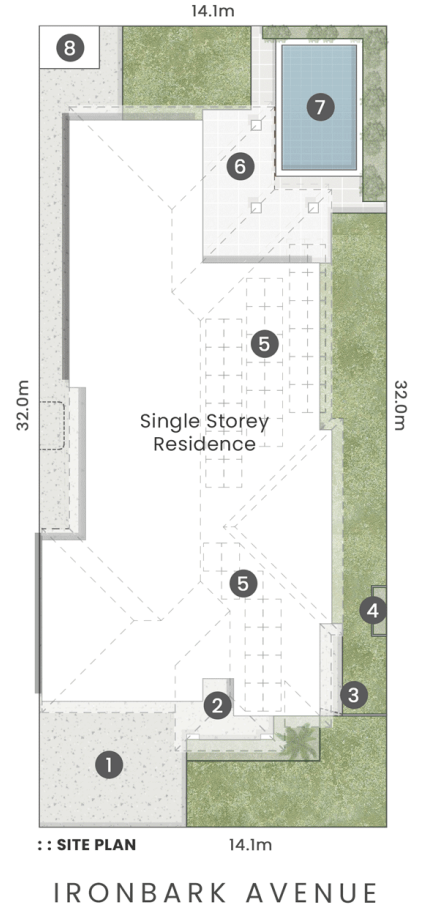 14.1m
8
7
6
5
32.0m
32.0m
Single Storey
Residence
5
4
3
2
1
:: SITE PLAN
14.1m
IRONBARK AVENUE